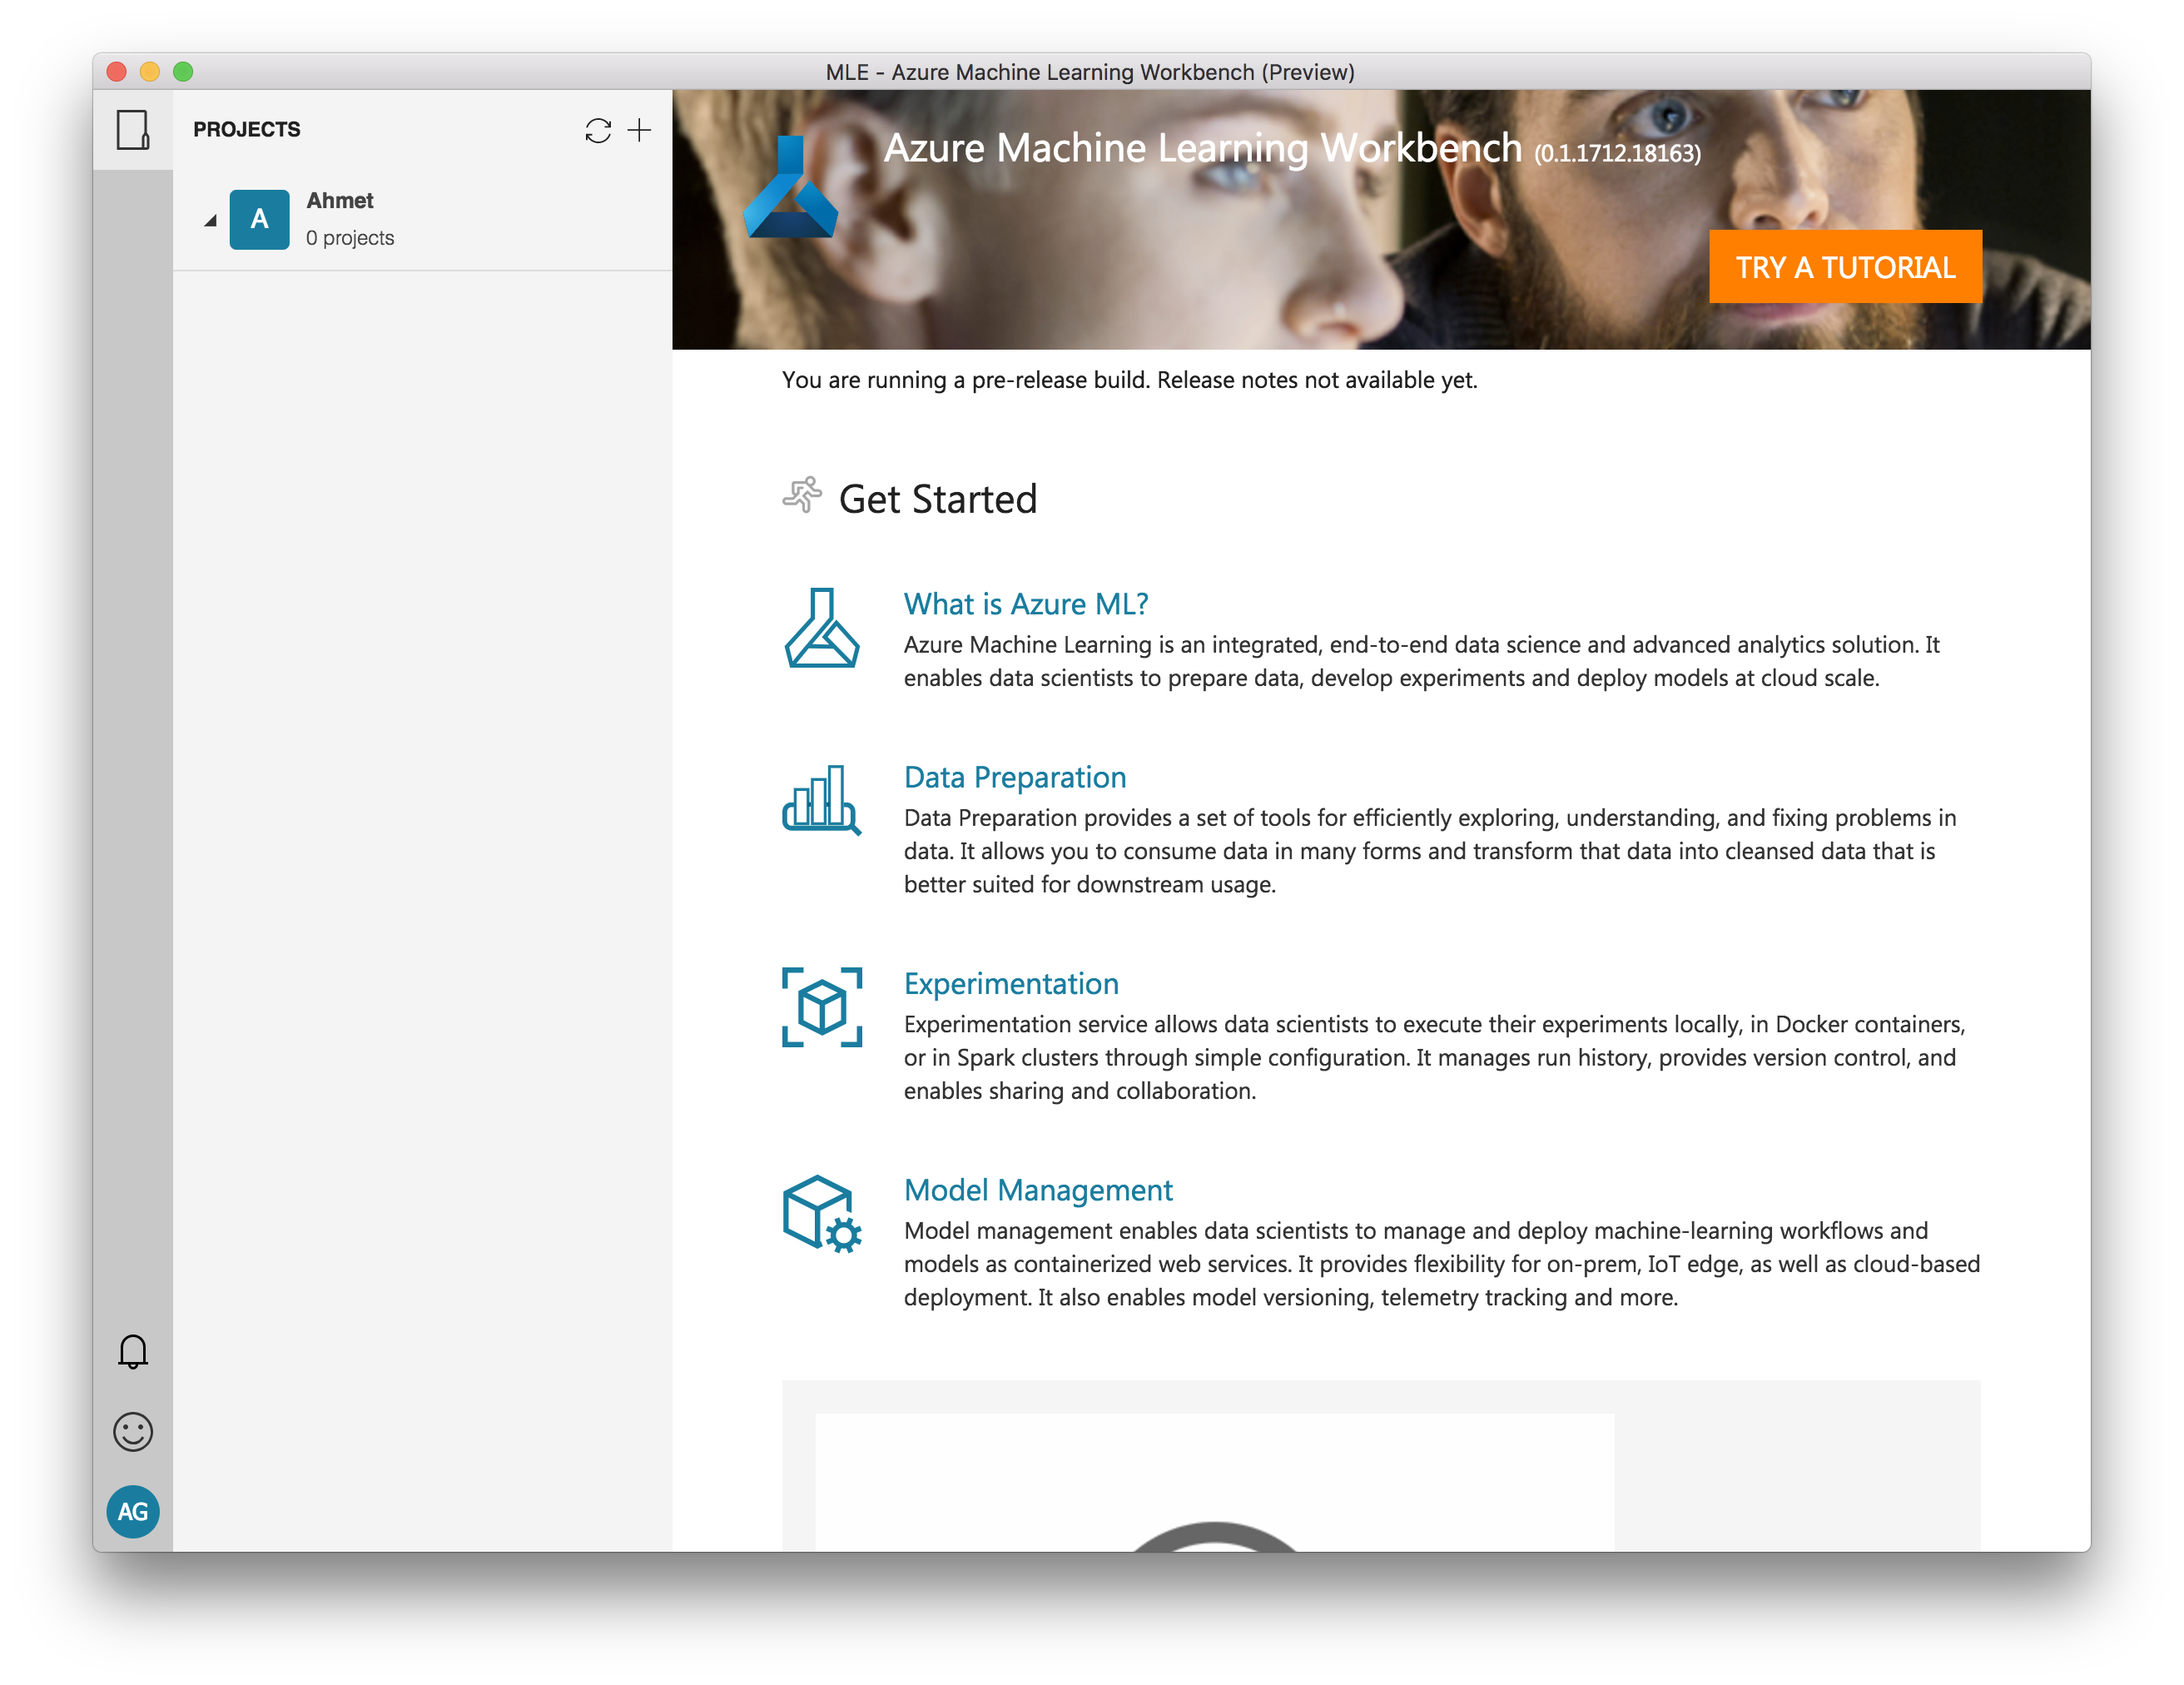 MLE - Azure Machine Learning Workbench (Preview)
PROJECTS
A
Ahmet
0 projects
Azure Machine Learning Workbench (0.1.1712.18163)
TRY A TUTORIAL
You are running a pre-release build. Release notes not available yet.
Get Started
What is Azure ML?
Azure Machine Learning is an integrated, end-to-end data science and advanced analytics solution. It
enables data scientists to prepare data, develop experiments and deploy models at cloud scale.
Data Preparation
Data Preparation provides a set of tools for efficiently exploring, understanding, and fixing problems in
data. It allows you to consume data in many forms and transform that data into cleansed data that is
better suited for downstream usage.
Experimentation
Experimentation service allows data scientists to execute their experiments locally, in Docker containers,
or in Spark clusters through simple configuration. It manages run history, provides version control, and
enables sharing and collaboration.
Model Management
Model management enables data scientists to manage and deploy machine-learning workflows and
models as containerized web services. It provides flexibility for on-prem, IoT edge, as well as cloud-based
deployment. It also enables model versioning, telemetry tracking and more.
AG